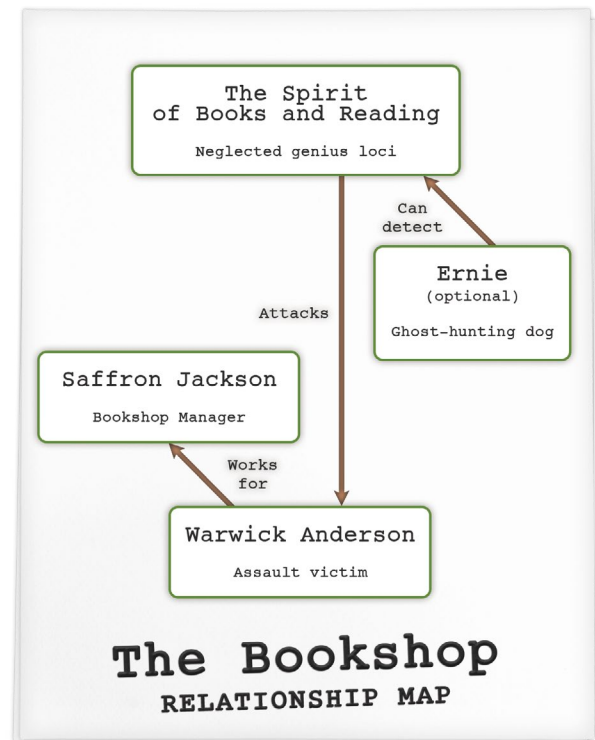 The Spirit
of Books and Reading
Neglected genius loci
Can
detect
Ernie
(optional)
Ghost-hunting dog
Attacks
Saffron Jackson
Bookshop Manager
Works
for
Warwick Anderson
Assault victim
The Bookshop
RELATIONSHIP MAP